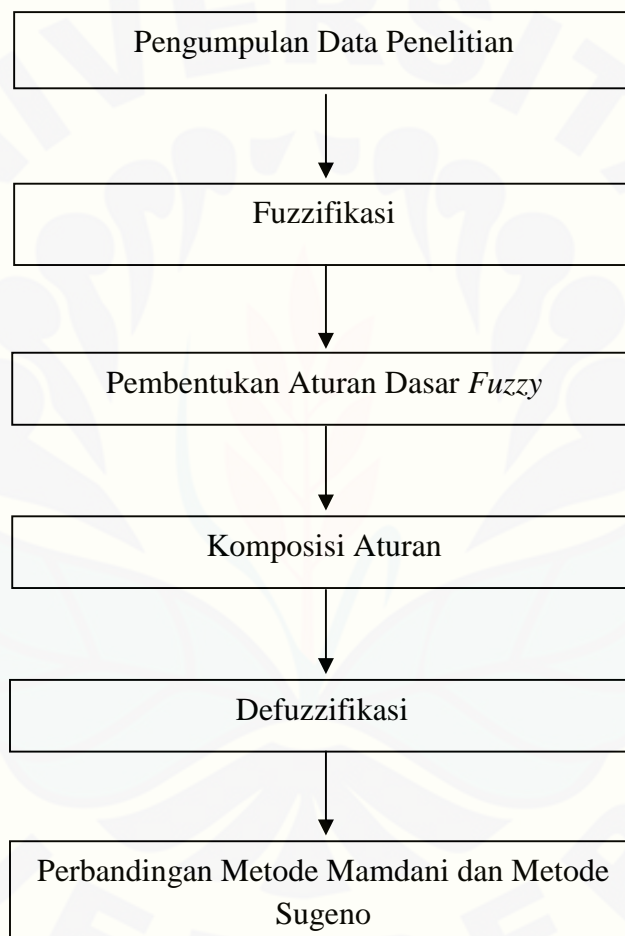 Pengumpulan Data Penelitian
Fuzzifikasi
Pembentukan Aturan Dasar Fuzzy
Komposisi Aturan
Defuzzifikasi
Perbandingan Metode Mamdani dan Metode
Sugeno